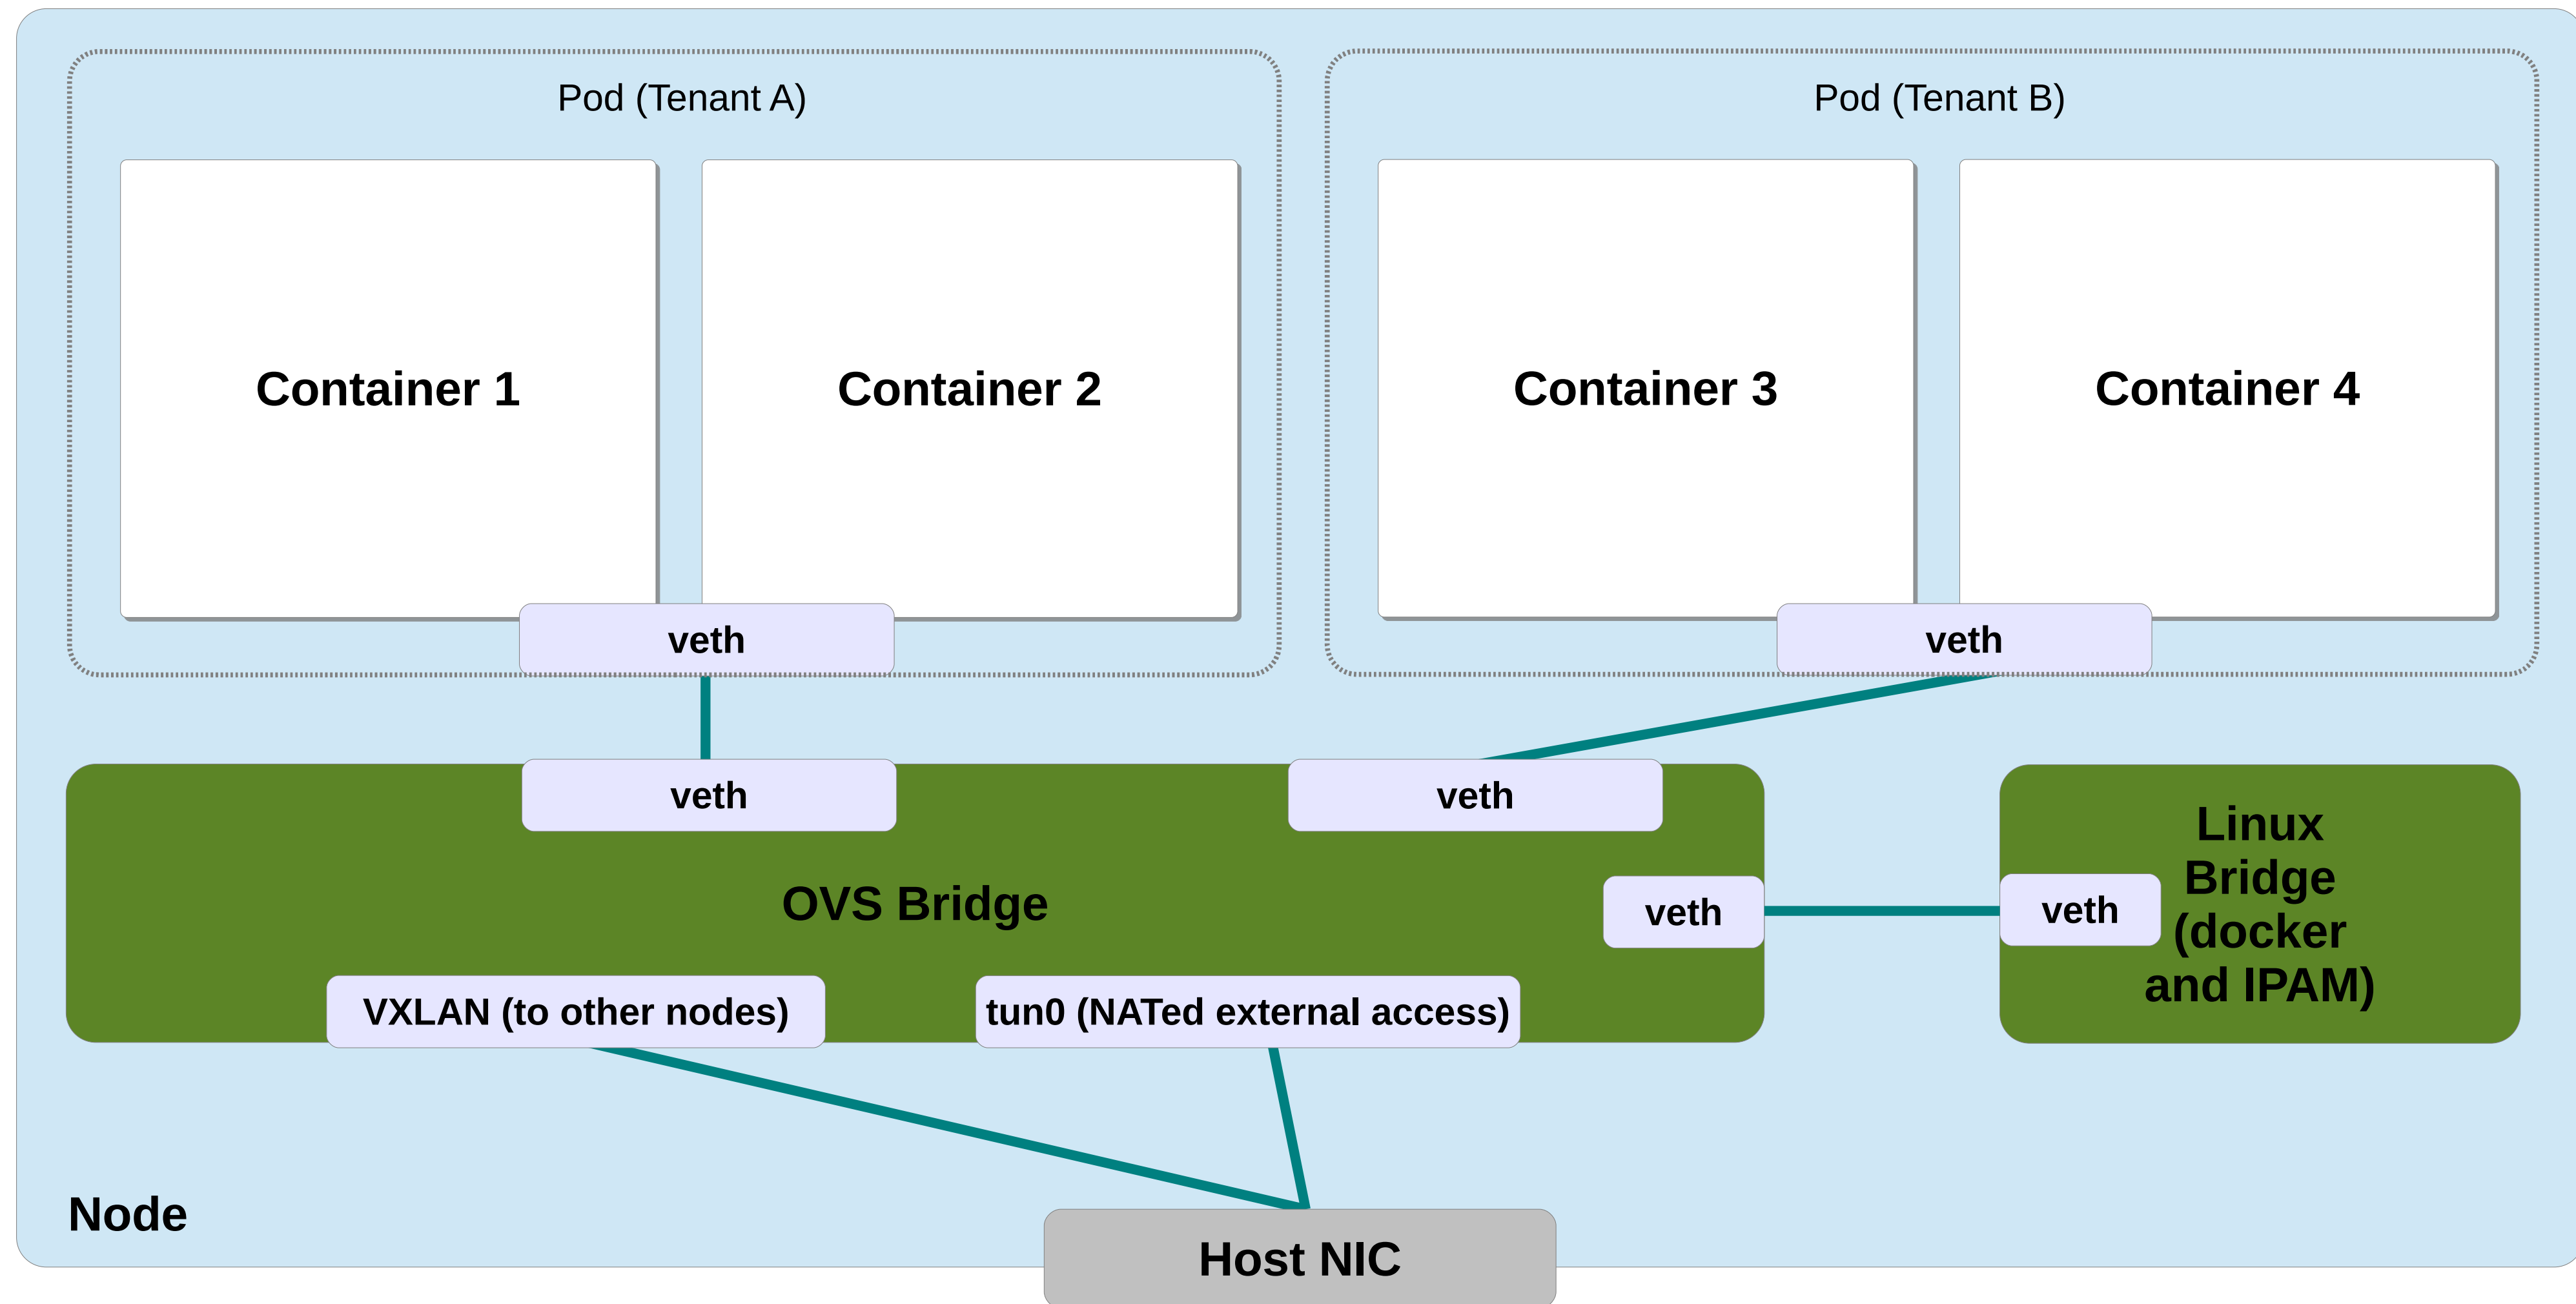 Pod (Tenant A)
Pod (Tenant B)
Container 1
Container 2
Container 3
Container 4
veth
veth
veth
veth
OVS Bridge
veth
veth
Linux
Bridge
(docker
and IPAM)
VXLAN (to other nodes)
tun0 (NATed external access)
Node
Host NIC